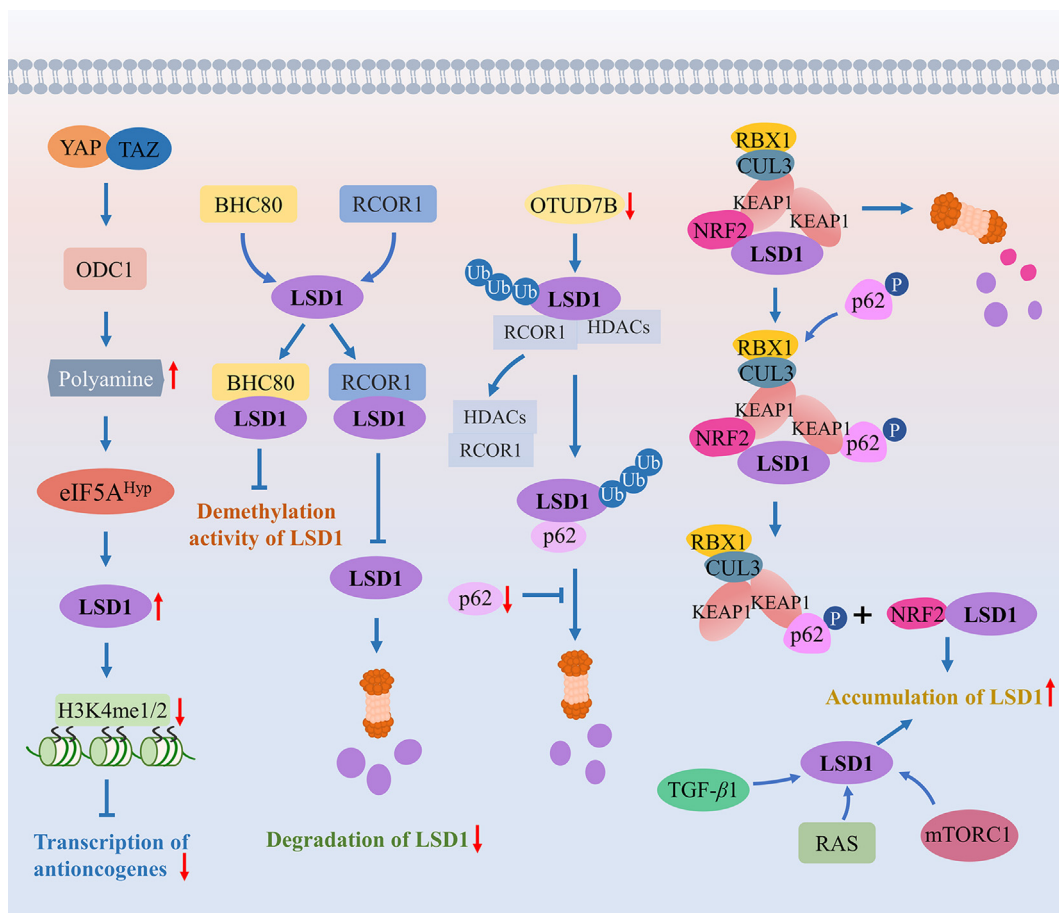 YAP
TAZ
ODC1
Polyamine
eIF5AHyp
LSD1
H3K4me1/2
Transcription of
antioncogenes
BHC80
RCOR1
LSD1
BHC80
RCOR1
LSD1
LSD1
Demethylation
activity of LSD1
LSD1
Degradation of LSD1
OTUD7B
Ub
Ub
Ub
LSD1
RCOR1
HDACs
HDACs
RCOR1
Ub
Ub
Ub
LSD1
p62
p62
RBX1
CUL3
KEAP1
KEAP1
NRF2
LSD1
p62
P
RBX1
CUL3
KEAP1
KEAP1
NRF2
p62
P
LSD1
RBX1
CUL3
KEAP1
KEAP1
p62
P
+
NRF2
LSD1
Accumulation of LSD1
LSD1
TGF-β1
RAS
mTORC1